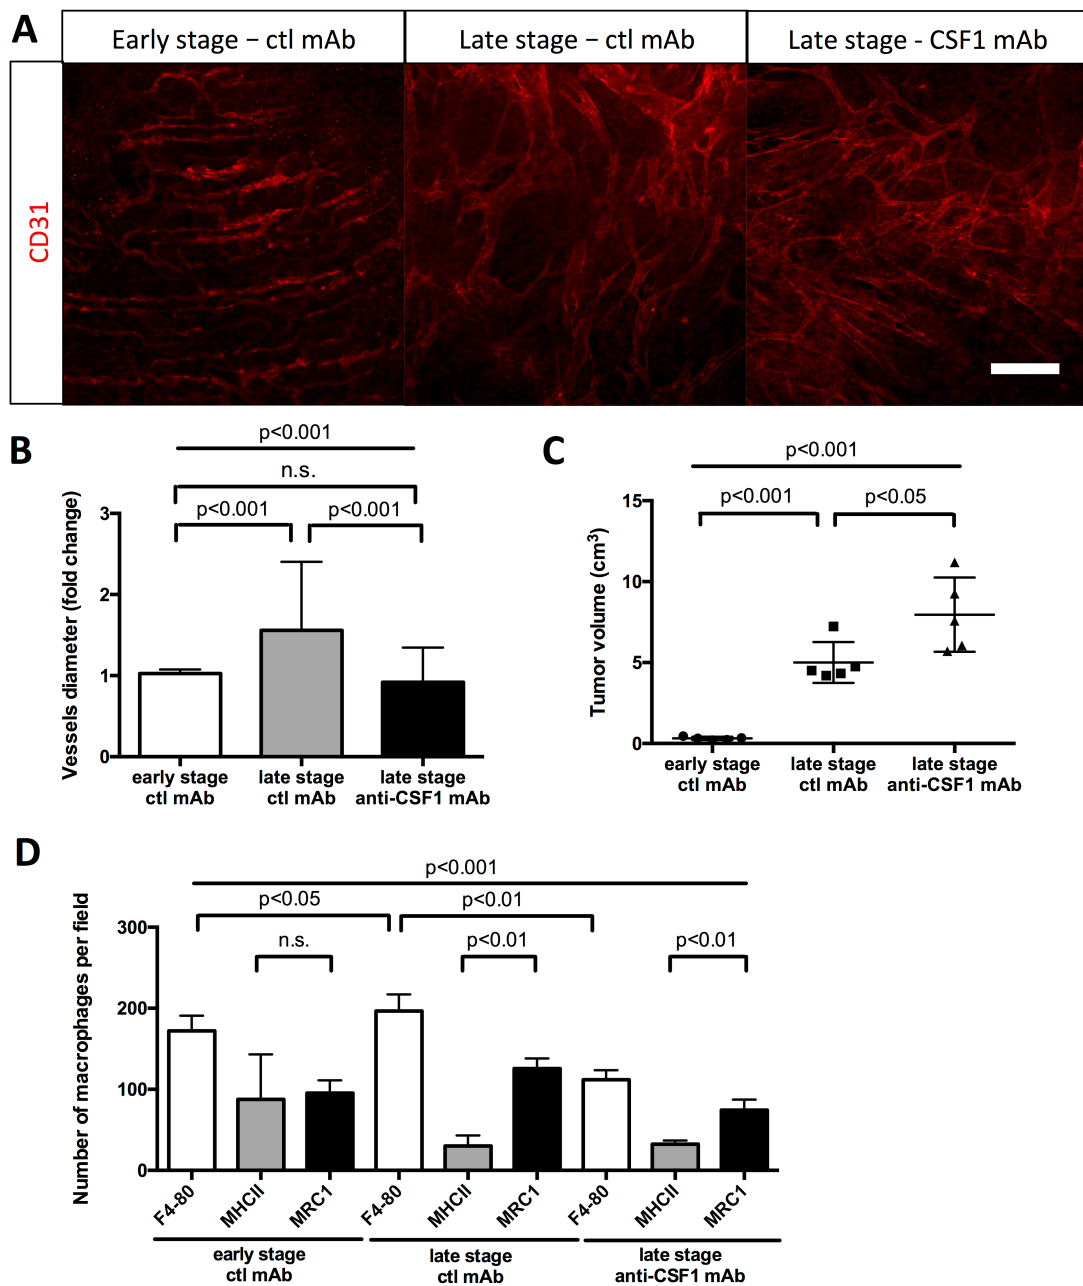 A
Early stage – ctl mAb
Late stage – ctl mAb
Late stage - CSF1 mAb
CD31
B
p<0.001
n.s.
p<0.001
p<0.001
Vessels diameter (fold change)
3
2
1
0
early stage
ctl mAb
late stage
ctl mAb
late stage
anti-CSF1 mAb
C
p<0.001
p<0.001
p<0.05
Tumor volume (cm³)
15
10
5
0
early stage
ctl mAb
late stage
ctl mAb
late stage
anti-CSF1 mAb
D
p<0.001
p<0.05
p<0.01
n.s.
p<0.01
p<0.01
Number of macrophages per field
300
200
100
0
F4-80
MHCII
MRC1
F4-80
MHCII
MRC1
F4-80
MHCII
MRC1
early stage
ctl mAb
late stage
ctl mAb
late stage
anti-CSF1 mAb